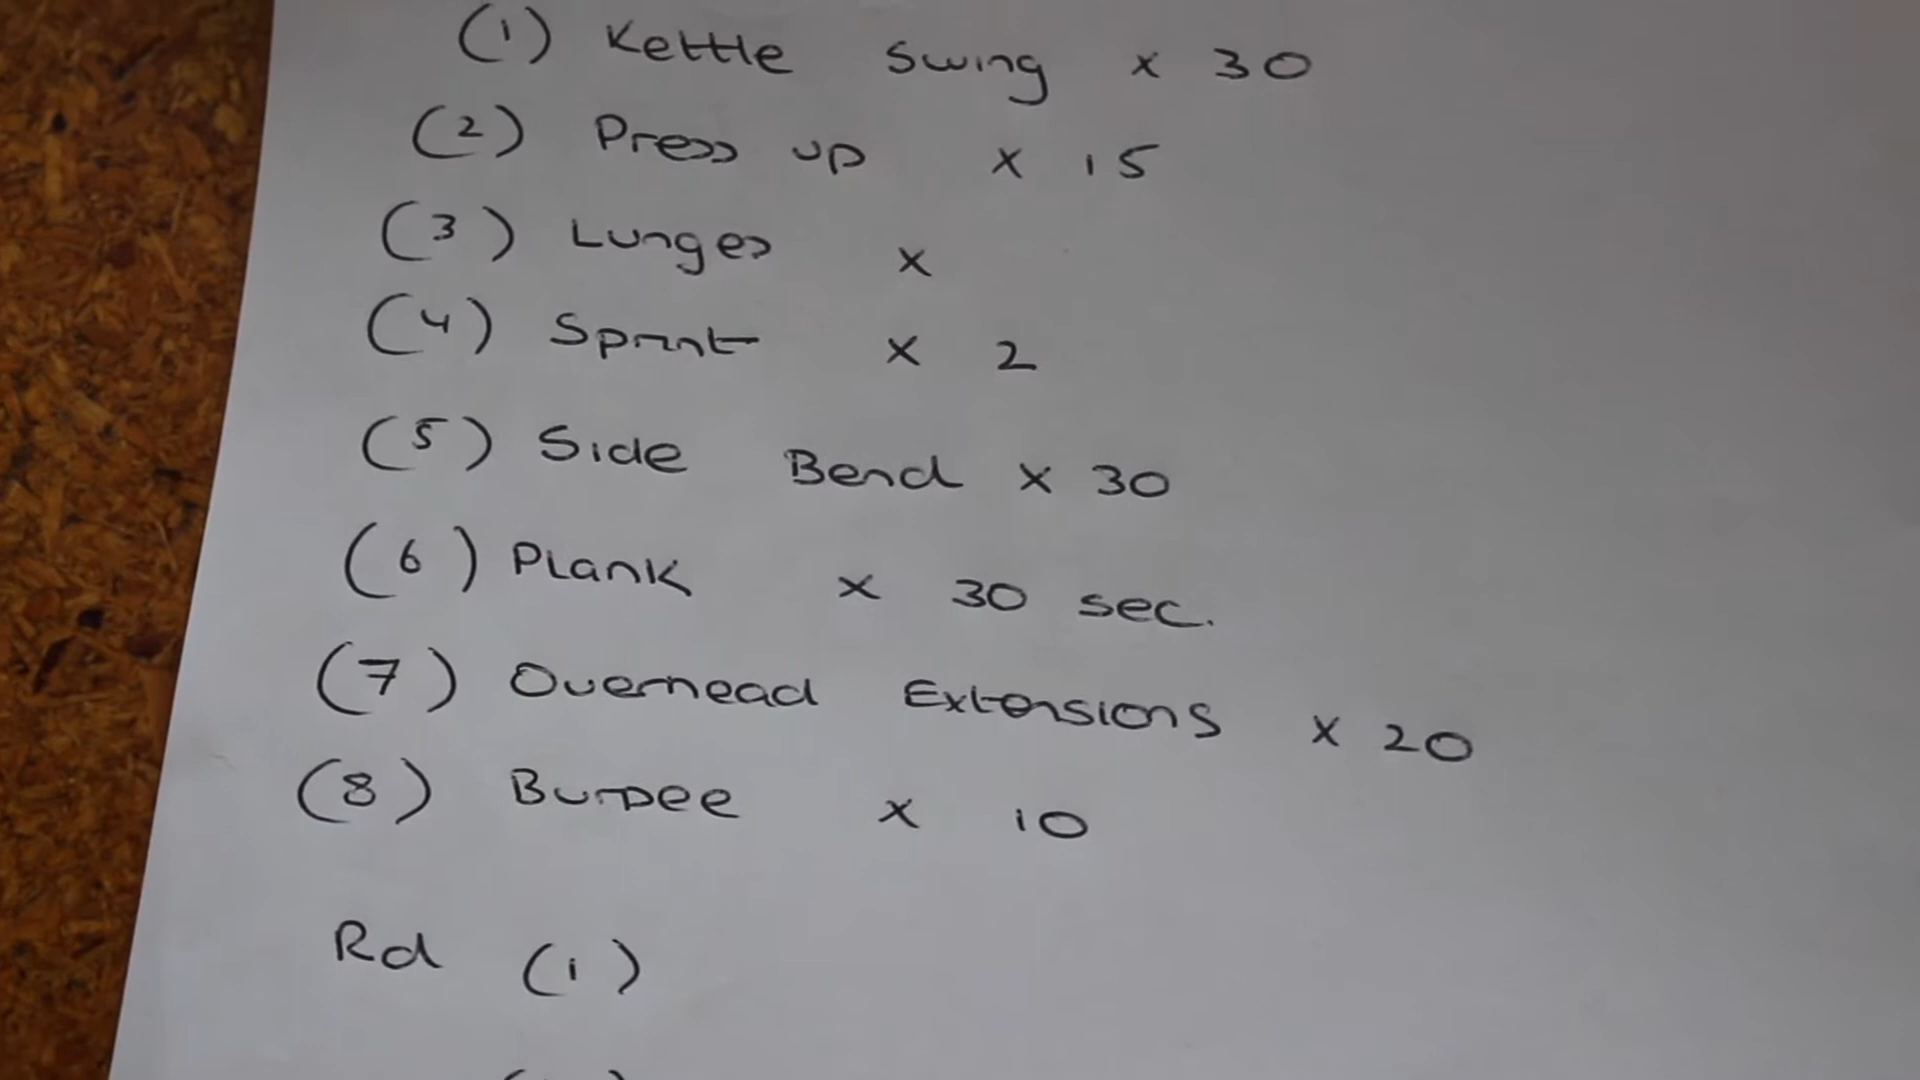 (1) Kettle Swing x 30
(2) Press up x 15
(3) Lunges x
(4) Sprint x 2
(5) Side Bend x 30
(6) Plank x 30 sec.
(7) Overhead Extensions x 20
(8) Burpee x 10
Rd (1)